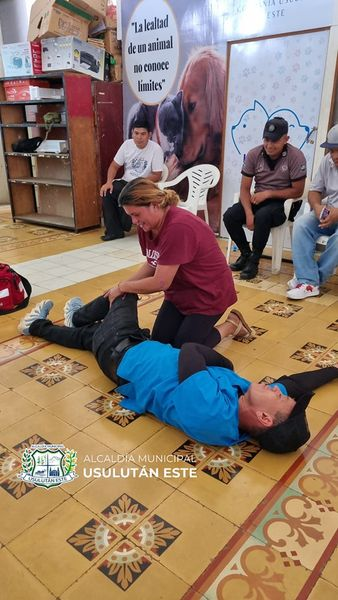 "La lealtad
de un animal
no conoce
límites"
ALCALDÍA MUNICIPAL
USULUTÁN ESTE